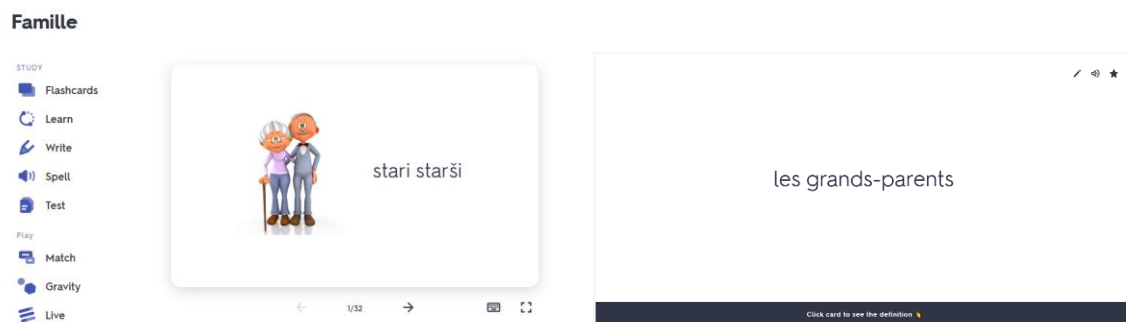 Famille
STUDY
Flashcards
Learn
Write
Spell
Test
Play
Match
Gravity
Live
stari starši
1/32
les grands-parents
Click card to see the definition 👆